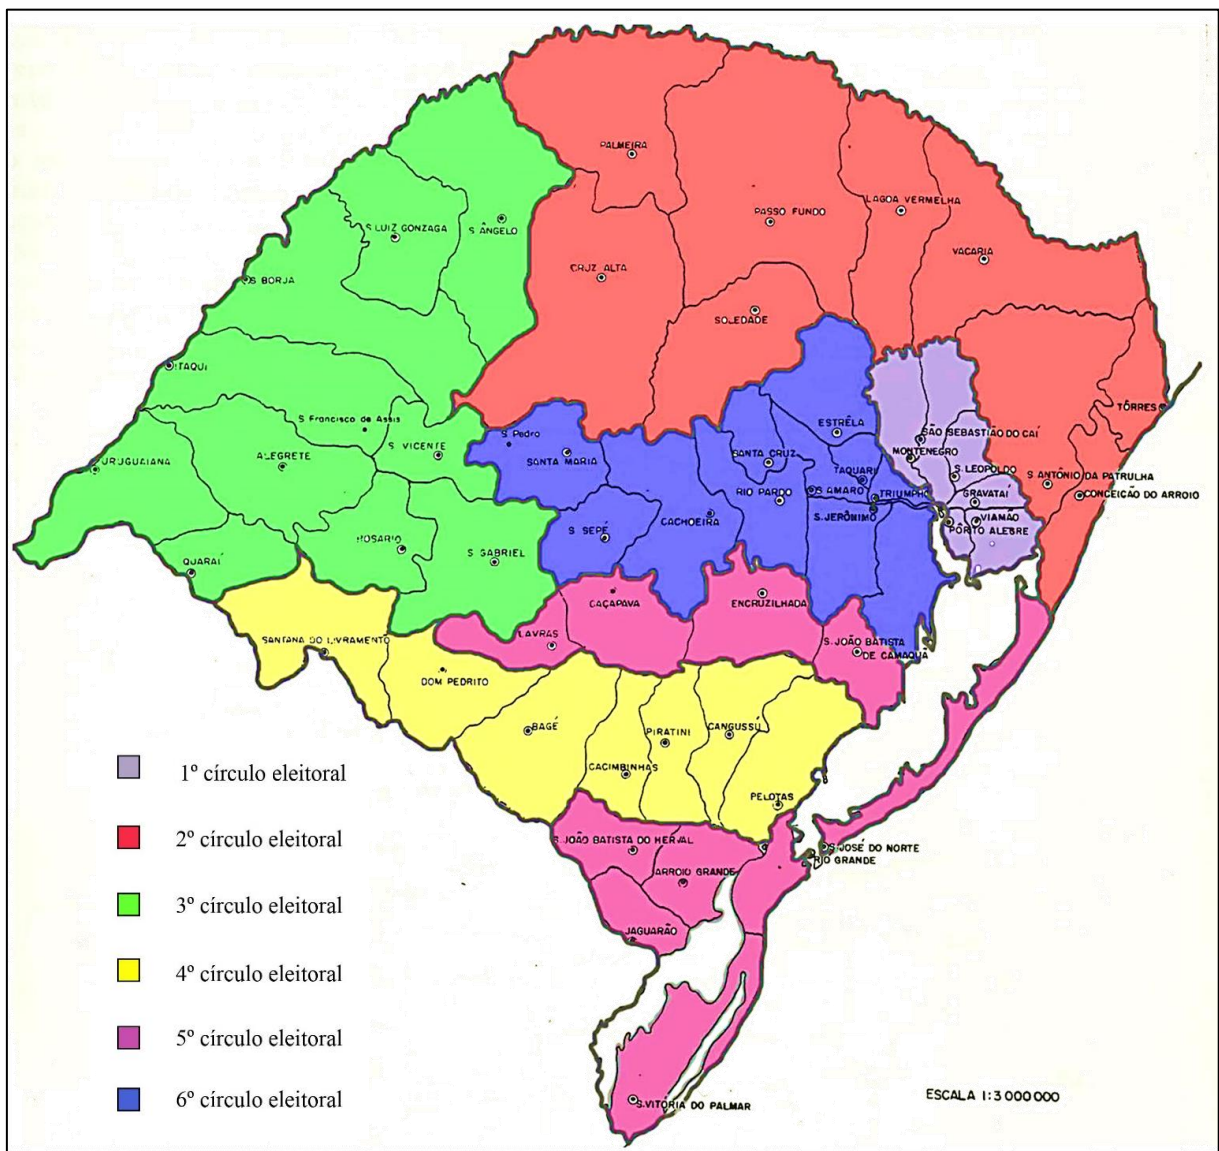 PALMEIRA
LAGOA VERMELHA
PASSO FUNDO
S. ÂNGELO
S. LUIZ GONZAGA
VACARIA
CRUZ ALTA
S. BORJA
SOLEDADE
ITAQUI
TÔRRES
S. Francisco de Assis
ESTRÊLA
SÃO SEBASTIÃO DO CAÍ
S. Pedro
S. VICENTE
MONTENEGRO
ALEGRETE
SANTA MARIA
SANTA CRUZ
URUGUAIANA
TAQUARI
S. LEOPOLDO
S. ANTÔNIO DA PATRULHA
RIO PARDO
S. AMARO
TRIUMPHO
GRAVATAÍ
CONCEIÇÃO DO ARROIO
CACHOEIRA
S. JERÔNIMO
VIAMÃO
PÔRTO ALEGRE
S. SEPÉ
ROSARIO
S. GABRIEL
QUARAÍ
CAÇAPAVA
ENCRUZILHADA
LAVRAS
SANTANA DO LIVRAMENTO
S. JOÃO BATISTA
DE CAMAQUÃ
DOM PEDRITO
BAGÉ
PIRATINI
CANGUSSÚ
CACIMBINHAS
PELOTAS
S. JOÃO BATISTA DO HERVAL
S. JOSÉ DO NORTE
RIO GRANDE
ARROIO GRANDE
JAGUARÃO
S. VITÓRIA DO PALMAR
1º círculo eleitoral
2º círculo eleitoral
3º círculo eleitoral
4º círculo eleitoral
5º círculo eleitoral
6º círculo eleitoral
ESCALA 1:3 000 000